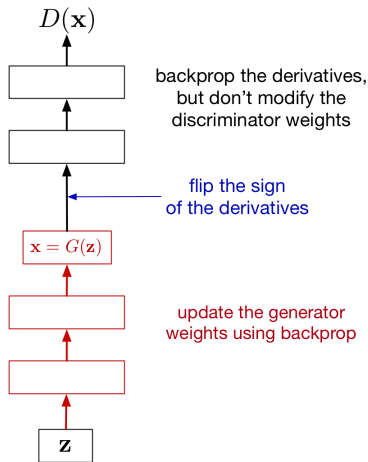 D(x)
backprop the derivatives,
but don't modify the
discriminator weights
flip the sign
of the derivatives
x = G(z)
update the generator
weights using backprop
z